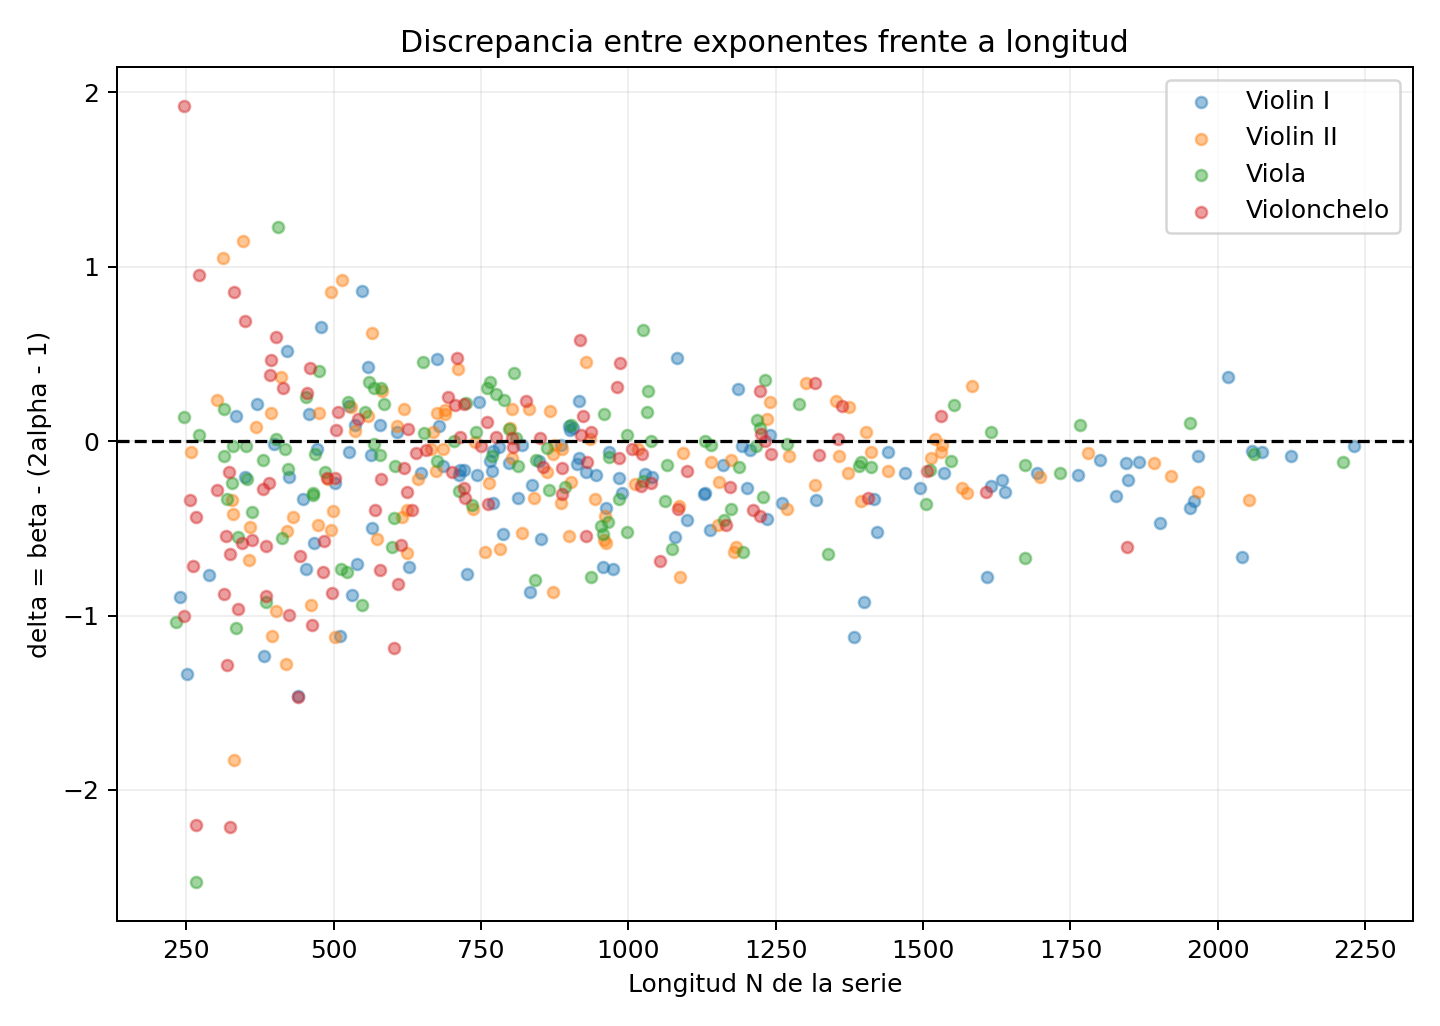 Discrepancia entre exponentes frente a longitud
Violin I
Violin II
Viola
Violonchelo
2
1
0
−1
−2
delta = beta - (2alpha - 1)
250 500 750 1000 1250 1500 1750 2000 2250
Longitud N de la serie